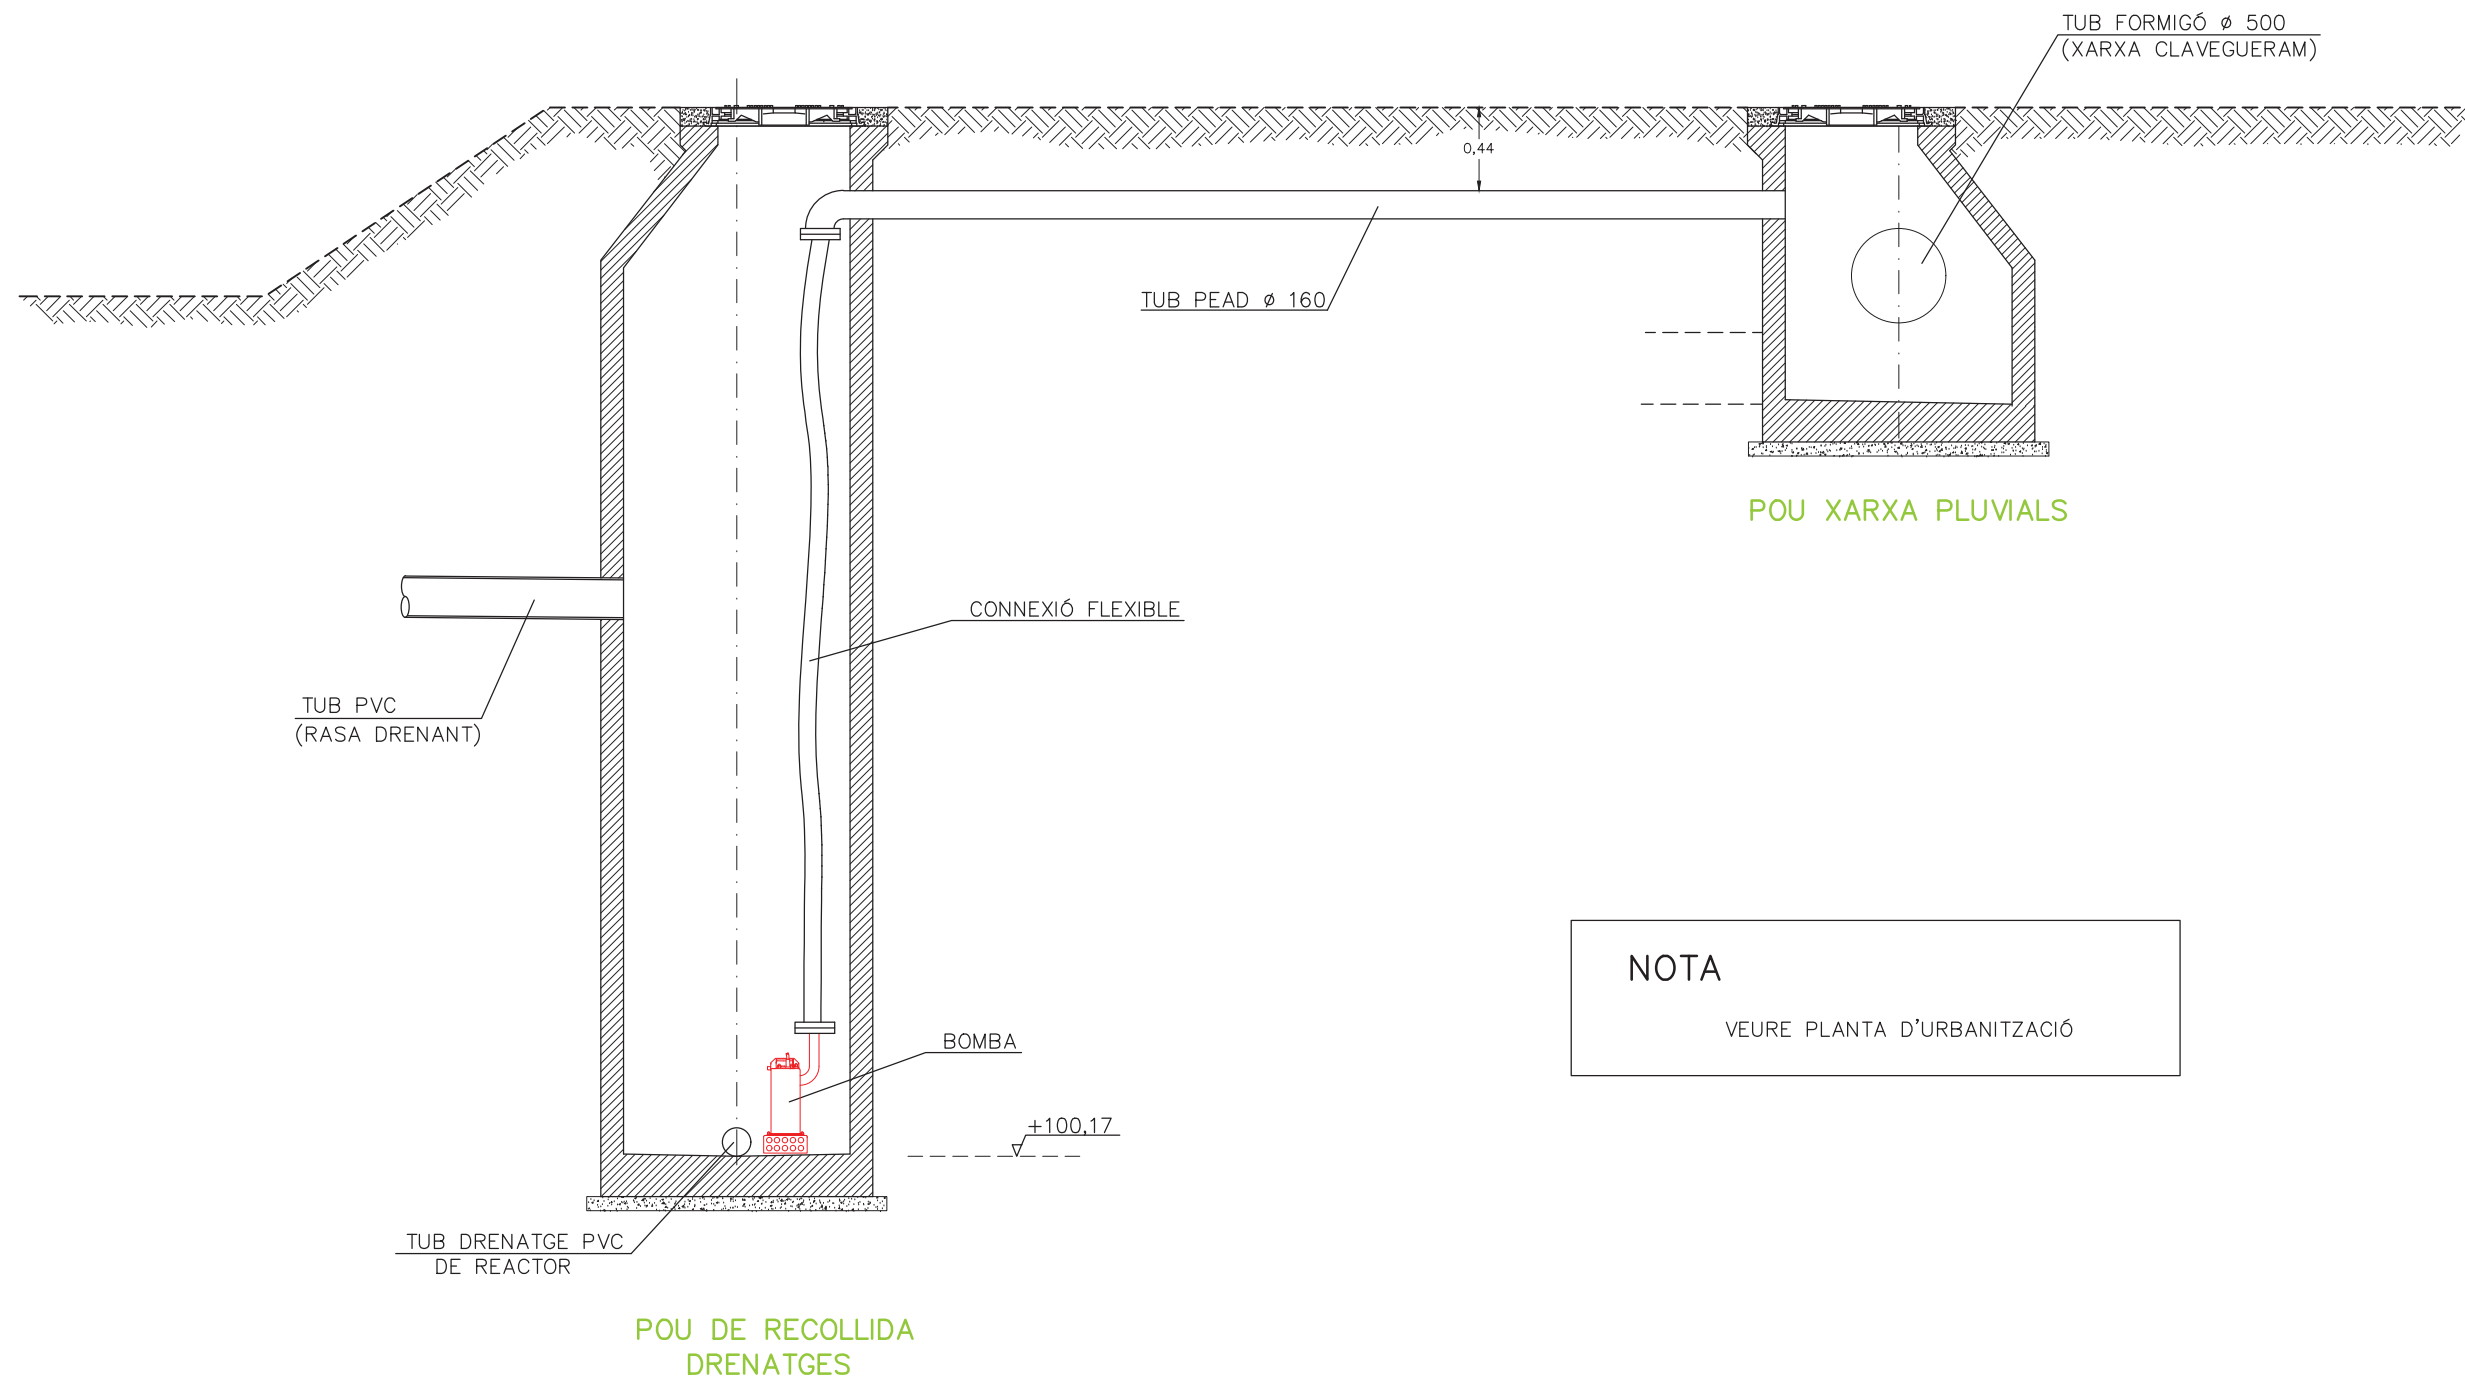 TUB FORMIGÓ ø 500
(XARXA CLAVEGUERAM)
0,44
TUB PEAD ø 160
POU XARXA PLUVIALS
CONNEXIÓ FLEXIBLE
TUB PVC
(RASA DRENANT)
NOTA
VEURE PLANTA D'URBANITZACIÓ
BOMBA
+100,17
TUB DRENATGE PVC
DE REACTOR
POU DE RECOLLIDA
DRENATGES